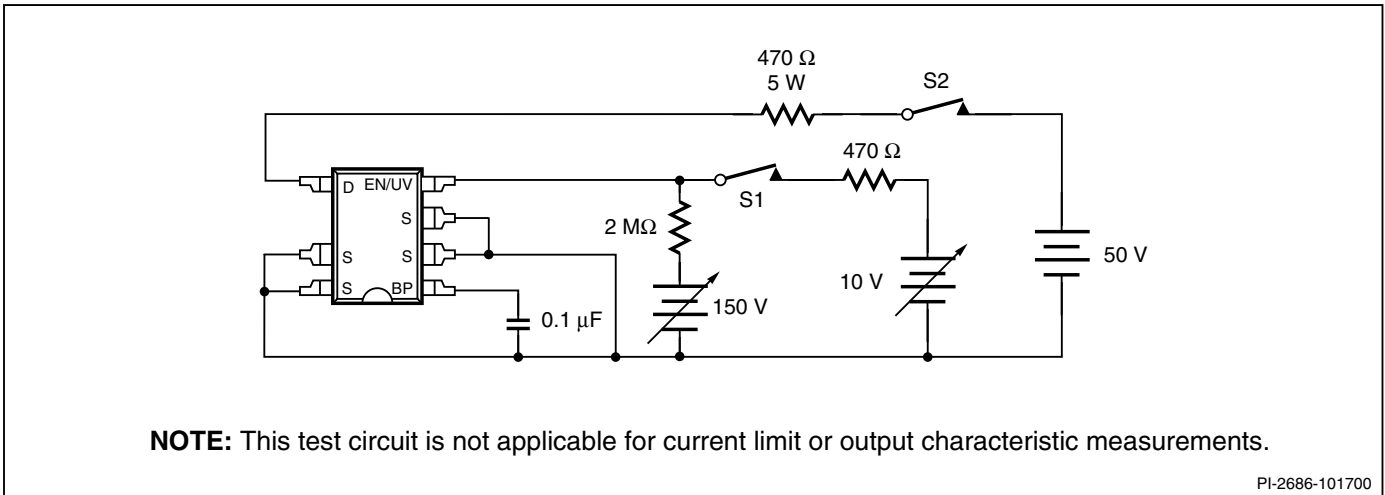 470 Ω
5 W
S2
470 Ω
D
EN/UV
S
S1
2 MΩ
S
S
50 V
10 V
S
BP
150 V
0.1 μF
NOTE: This test circuit is not applicable for current limit or output characteristic measurements.
PI-2686-101700